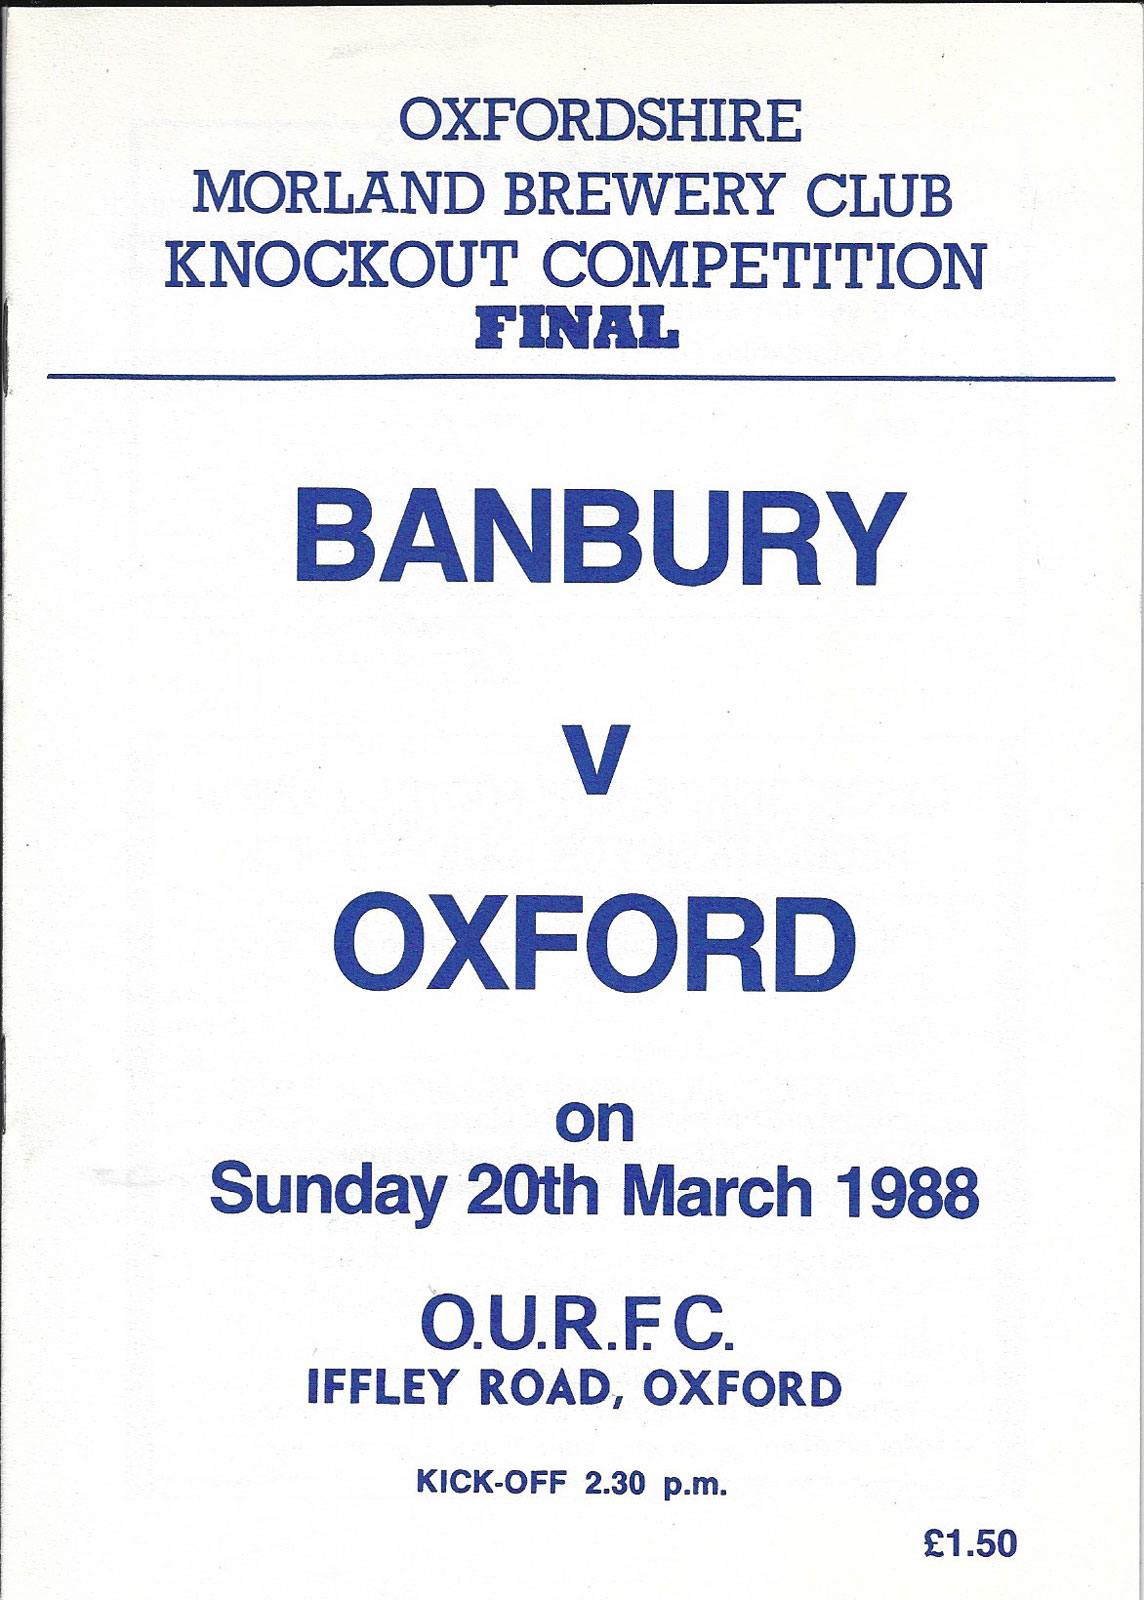 OXFORDSHIRE
MORLAND BREWERY CLUB
KNOCKOUT COMPETITION
FINAL
BANBURY
v
OXFORD
on
Sunday 20th March 1988
O.U.R.F.C.
IFFLEY ROAD, OXFORD
KICK-OFF 2.30 p.m.
£1.50